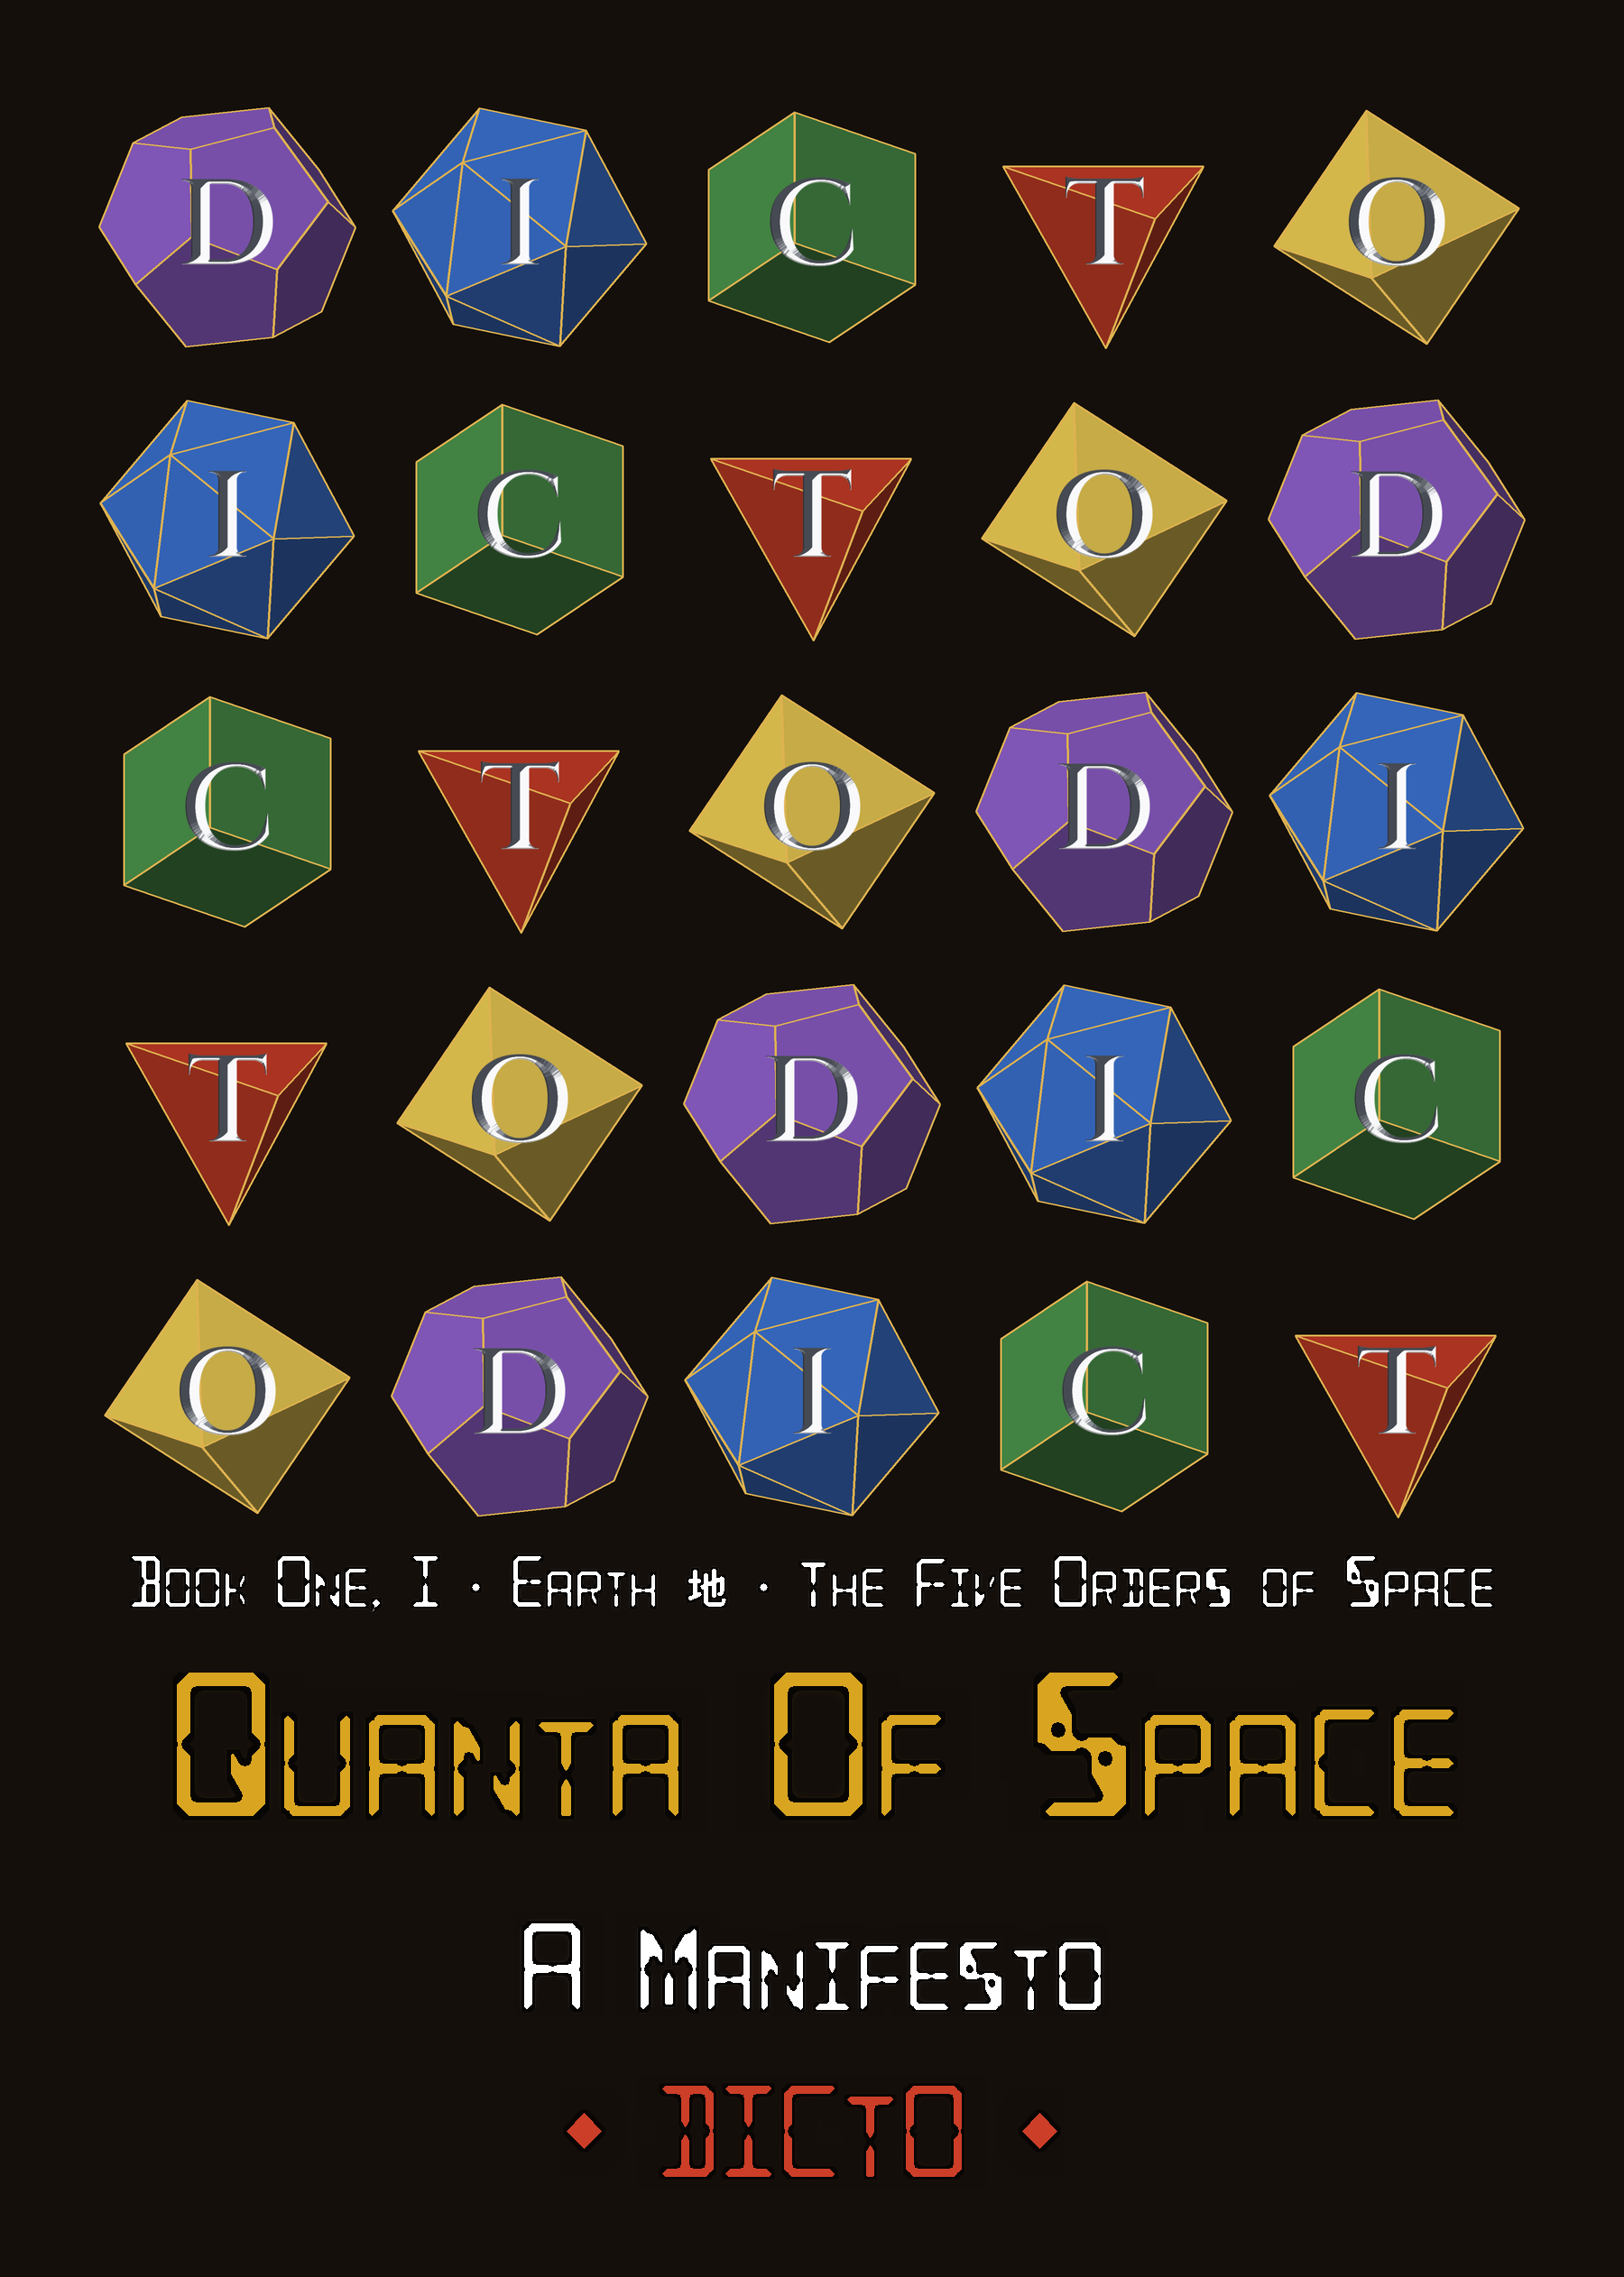 D I C T O
I C T O D
C T O D I
T O D I C
O D I C T
Book One, I · Earth 地 · The Five Orders of Space
Quanta Of Space
A Manifesto
◆ DICTO ◆